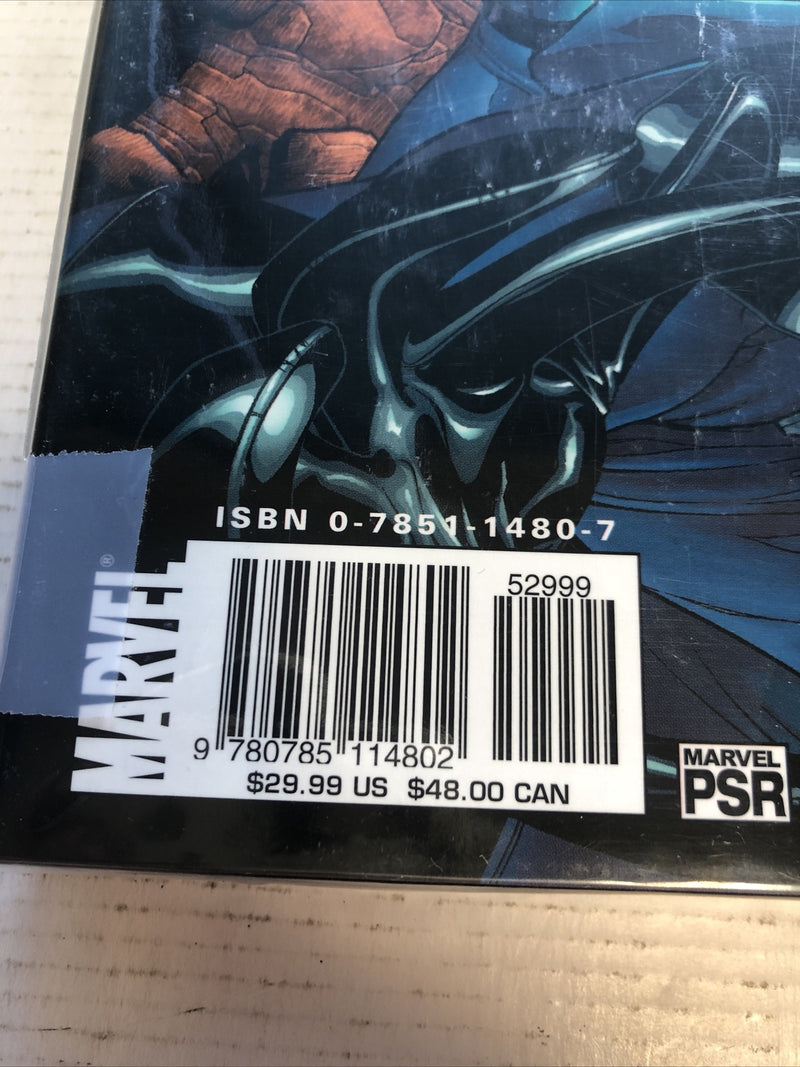 ISBN 0-7851-1480-7
52999
9 780785 114802
$29.99 US $48.00 CAN
MARVEL®
MARVEL
PSR